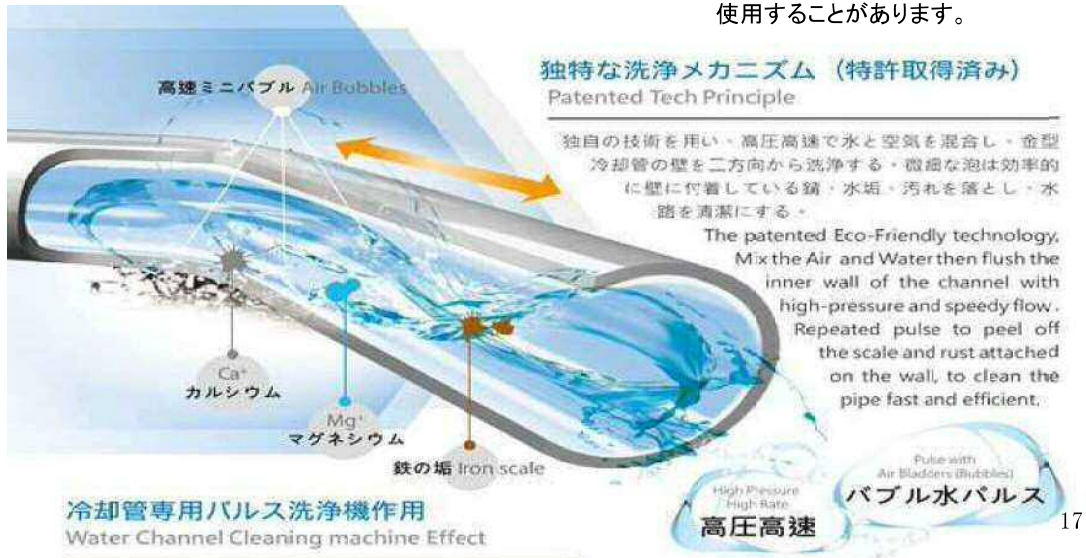 使用することがあります。
高速ミニバブル Air Bubbles
独特な洗浄メカニズム（特許取得済み）
Patented Tech Principle
独自の技術を用い、高圧高速で水と空気を混合し、金型
冷却管の壁を二方向から洗浄する。微細な泡は効率的
に壁に付着している錆、水垢、汚れを落とし、水
路を清潔にする。
The patented Eco-Friendly technology,
Mix the Air and Water then flush the
inner wall of the channel with
high-pressure and speedy flow.
Repeated pulse to peel off
the scale and rust attached
on the wall, to clean the
pipe fast and efficient.
Ca⁺
カルシウム
Mg⁺
マグネシウム
鉄の垢 Iron scale
冷却管専用パルス洗浄機作用
Water Channel Cleaning machine Effect
High Pressure
High Rate
高圧高速
Pulse with
Air Bladders (Bubbles)
バブル水パルス
17